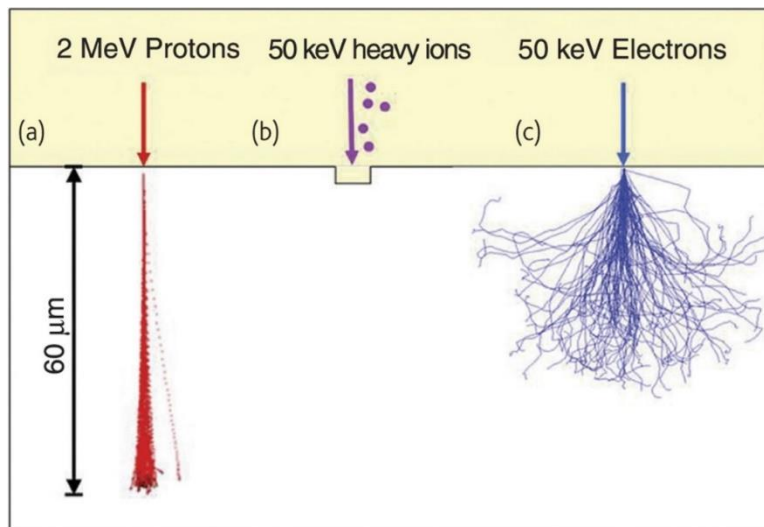 2 MeV Protons
50 keV heavy ions
50 keV Electrons
(a)
(b)
(c)
60 μm